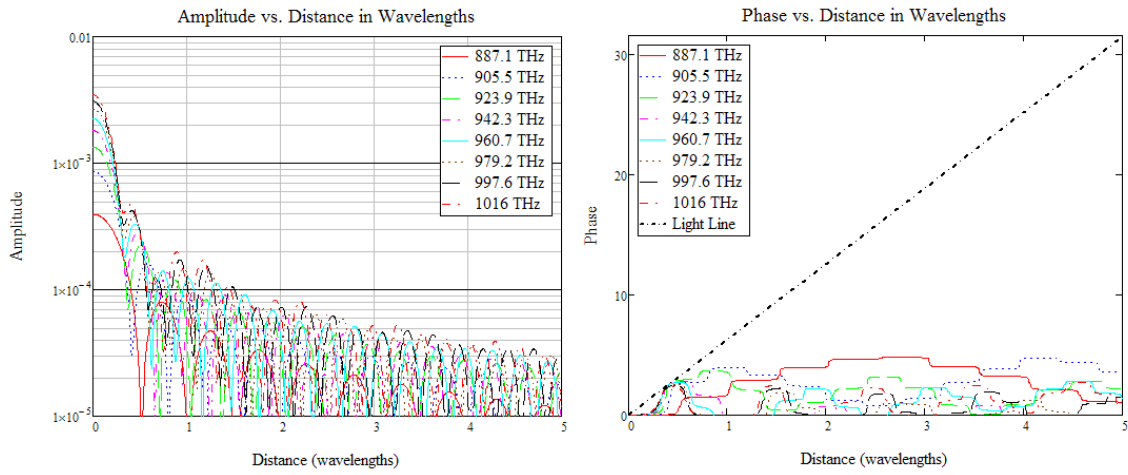 Amplitude vs. Distance in Wavelengths
0.01
1×10⁻³
1×10⁻⁴
1×10⁻⁵
Amplitude
887.1 THz
905.5 THz
923.9 THz
942.3 THz
960.7 THz
979.2 THz
997.6 THz
1016 THz
0 1 2 3 4 5
Distance (wavelengths)
Phase vs. Distance in Wavelengths
30
20
10
0
Phase
887.1 THz
905.5 THz
923.9 THz
942.3 THz
960.7 THz
979.2 THz
997.6 THz
1016 THz
Light Line
0 1 2 3 4 5
Distance (wavelengths)